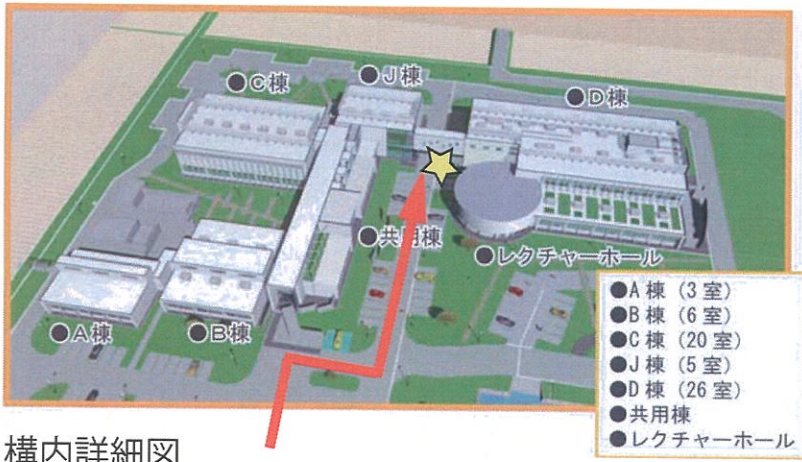 ●C棟
●J棟
●D棟
●共用棟
●レクチャーホール
●A棟
●B棟
●A棟 (3室)
●B棟 (6室)
●C棟 (20室)
●J棟 (5室)
●D棟 (26室)
●共用棟
●レクチャーホール
構内詳細図